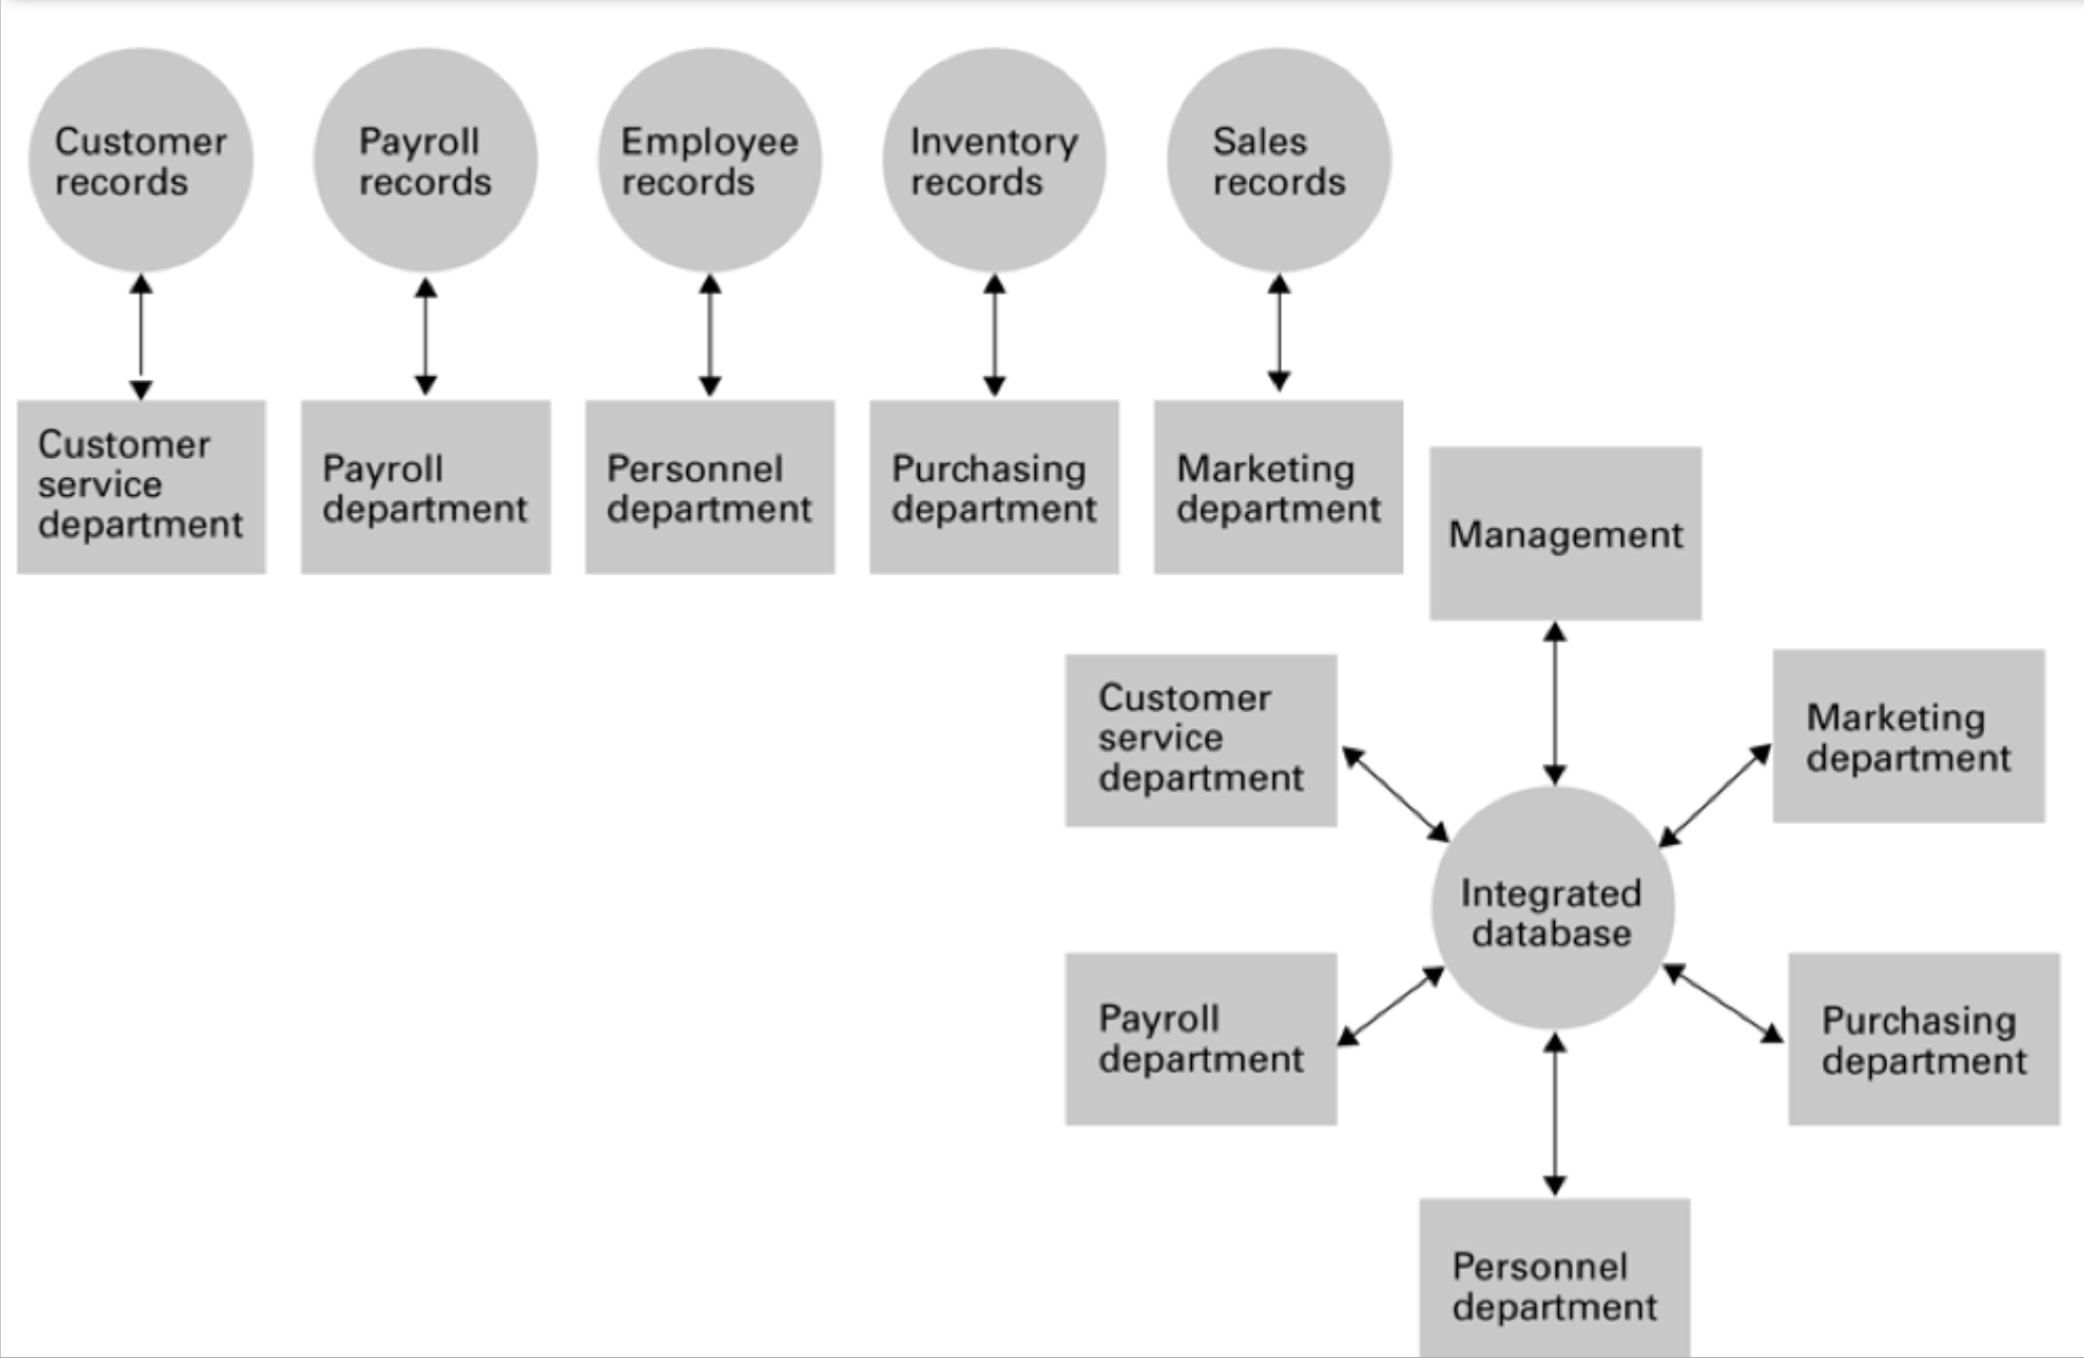 Customer
records
Payroll
records
Employee
records
Inventory
records
Sales
records
Customer
service
department
Payroll
department
Personnel
department
Purchasing
department
Marketing
department
Management
Customer
service
department
Marketing
department
Integrated
database
Payroll
department
Purchasing
department
Personnel
department